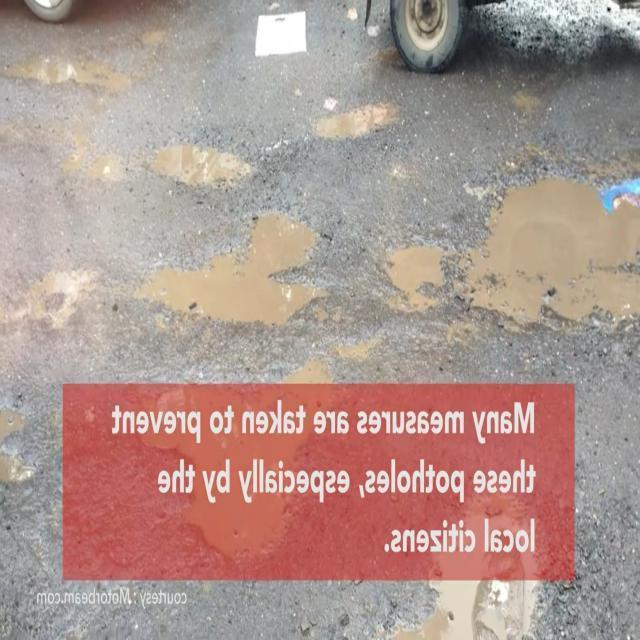 Many measures are taken to prevent
these potholes, especially by the
local citizens.
courtesy : Motorbeam.com